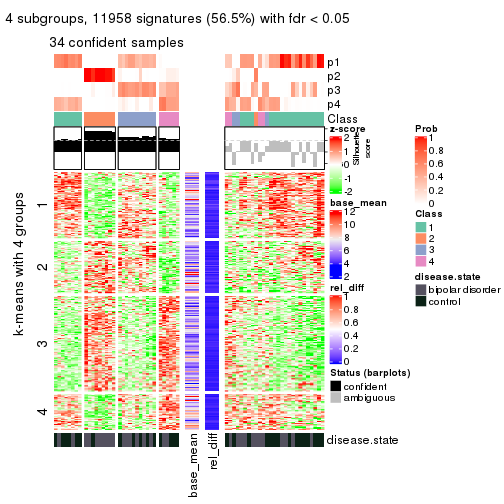 4 subgroups, 11958 signatures (56.5%) with fdr < 0.05
34 confident samples
p1
p2
p3
p4
Class
z-score
2
1
0
-1
-2
Silhouette
score
base_mean
12
10
8
6
4
2
rel_diff
1
0.8
0.6
0.4
0.2
0
Status (barplots)
confident
ambiguous
Prob
1
0.8
0.6
0.4
0.2
0
Class
1
2
3
4
disease.state
bipolar disorder
control
k-means with 4 groups
1
2
3
4
disease.state
base_mean
rel_diff